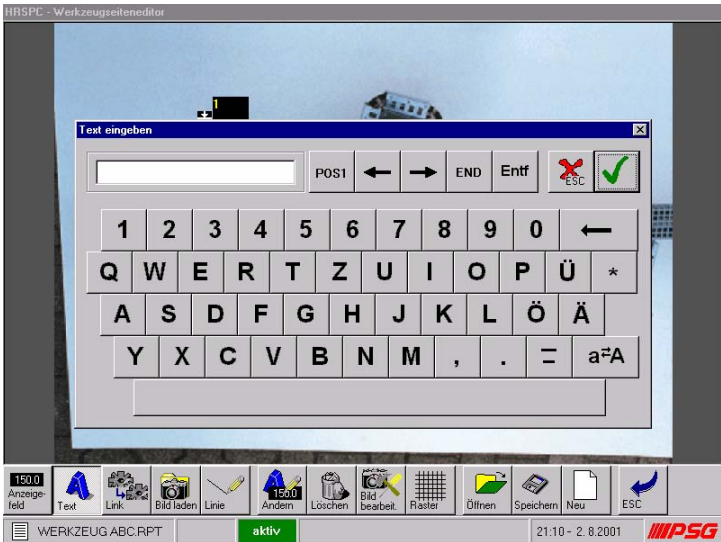 HRSPC - Werkzeugseiteneditor
1
Text eingeben
POS1 ← → END Entf ESC
1 2 3 4 5 6 7 8 9 0 ←
Q W E R T Z U I O P Ü *
A S D F G H J K L Ö Ä
Y X C V B N M , . a⇄A
150.0 150.0
Anzeige-
feld Text Link Bild laden Linie Ändern Löschen Bild
bearbeit. Raster Öffnen Speichern Neu ESC
WERKZEUG ABC.RPT aktiv 21:10 - 2. 8.2001 PSG